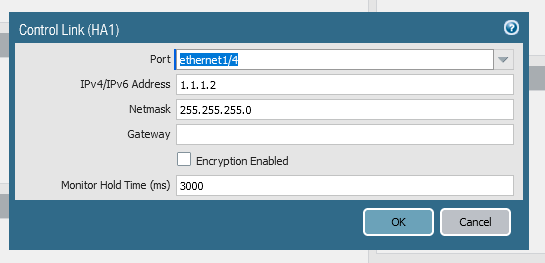 Control Link (HA1)
Port ethernet1/4
IPv4/IPv6 Address 1.1.1.2
Netmask 255.255.255.0
Gateway
Encryption Enabled
Monitor Hold Time (ms) 3000
OK Cancel